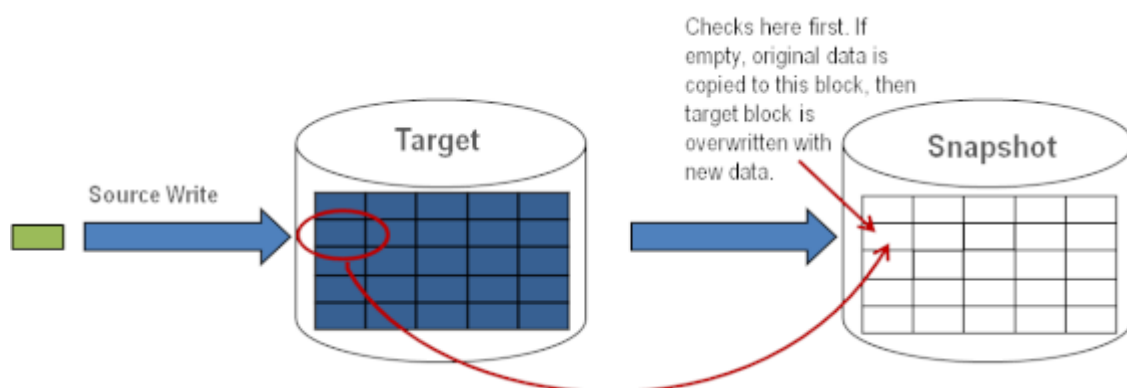 Checks here first. If
empty, original data is
copied to this block, then
target block is
overwritten with
new data.
Target
Snapshot
Source Write